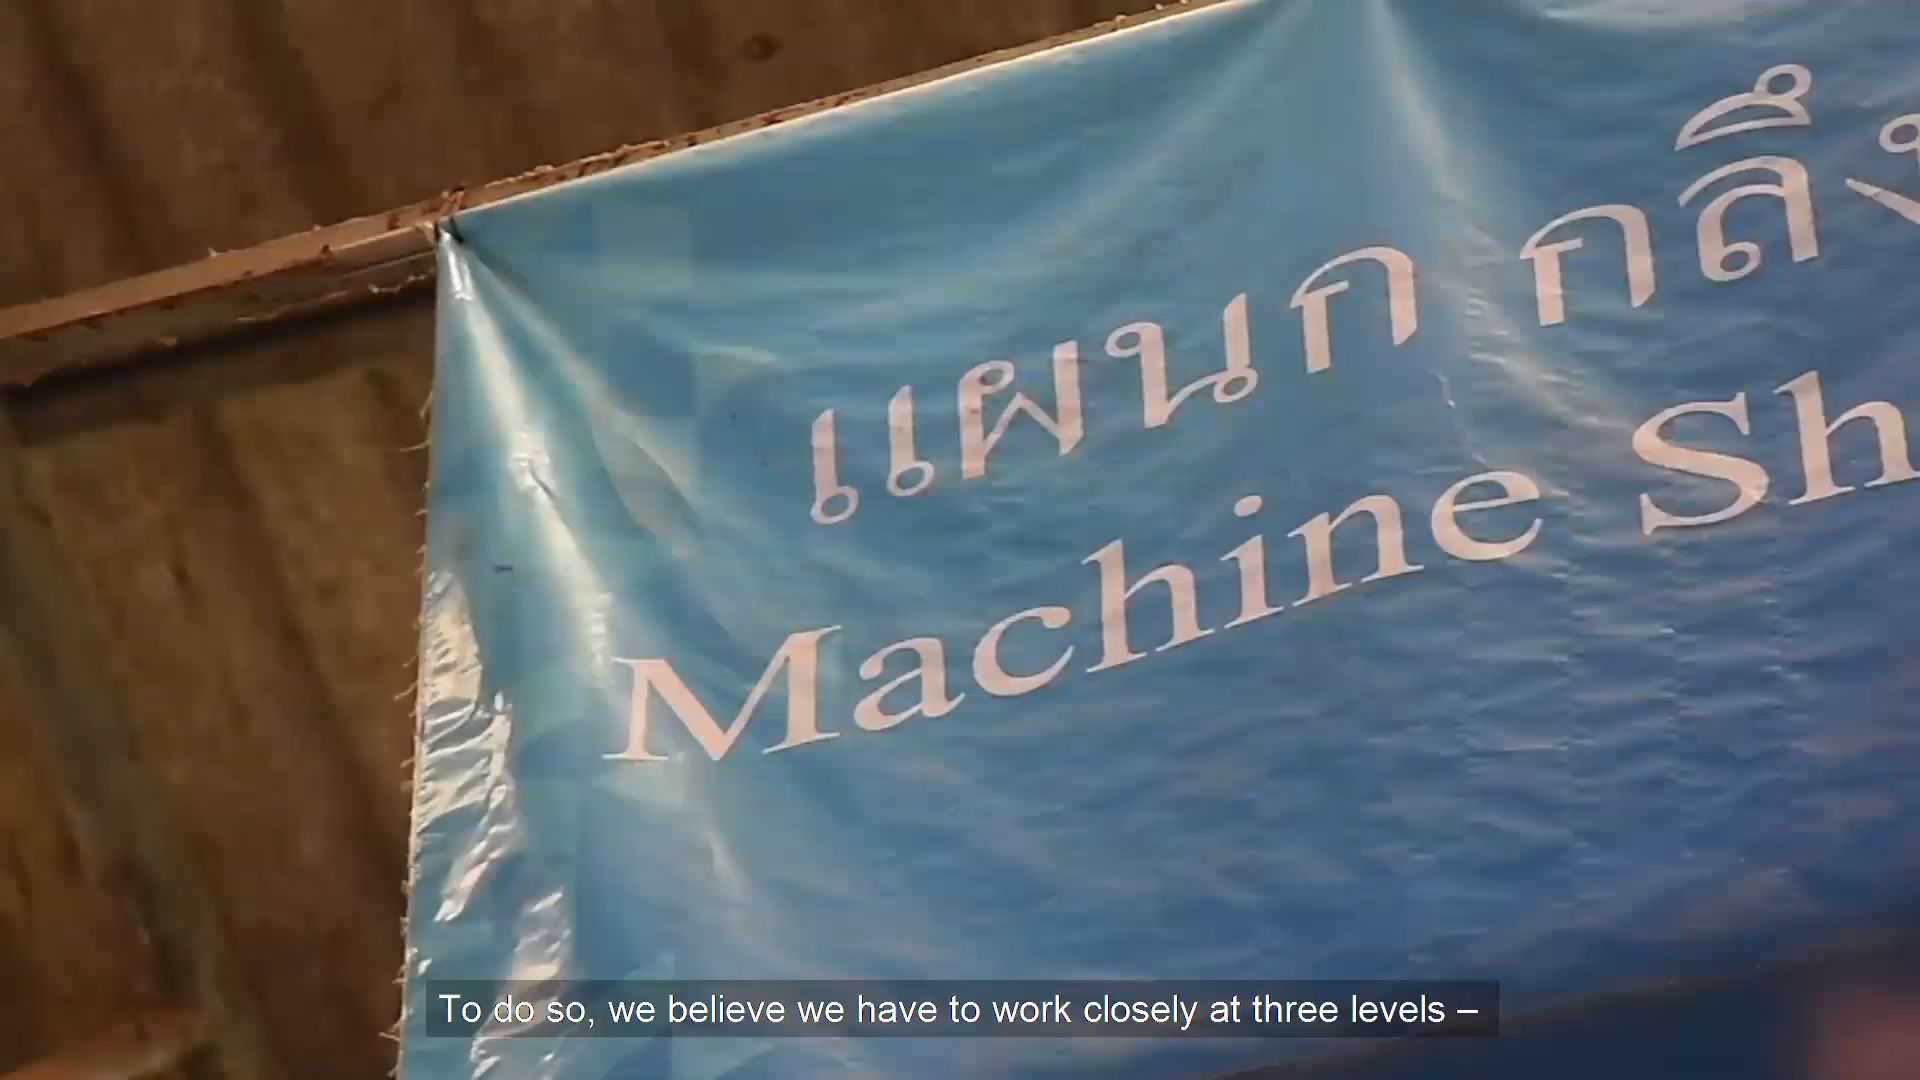 แผนก กลึง
Machine Sh
To do so, we believe we have to work closely at three levels –